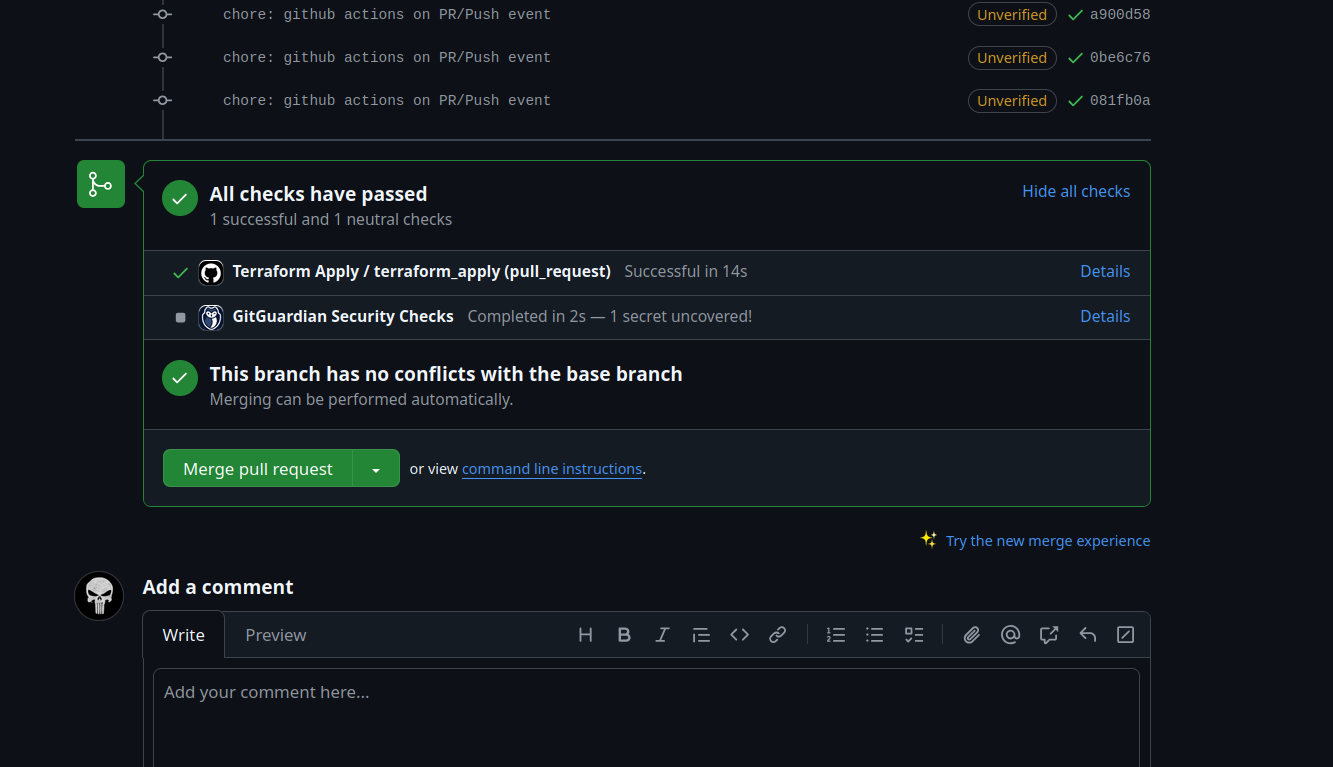 chore: github actions on PR/Push event Unverified a900d58
chore: github actions on PR/Push event Unverified 0be6c76
chore: github actions on PR/Push event Unverified 081fb0a
All checks have passed
Hide all checks
1 successful and 1 neutral checks
Terraform Apply / terraform_apply (pull_request) Successful in 14s Details
GitGuardian Security Checks Completed in 2s — 1 secret uncovered! Details
This branch has no conflicts with the base branch
Merging can be performed automatically.
Merge pull request or view command line instructions.
Try the new merge experience
Add a comment
Write Preview
Add your comment here...